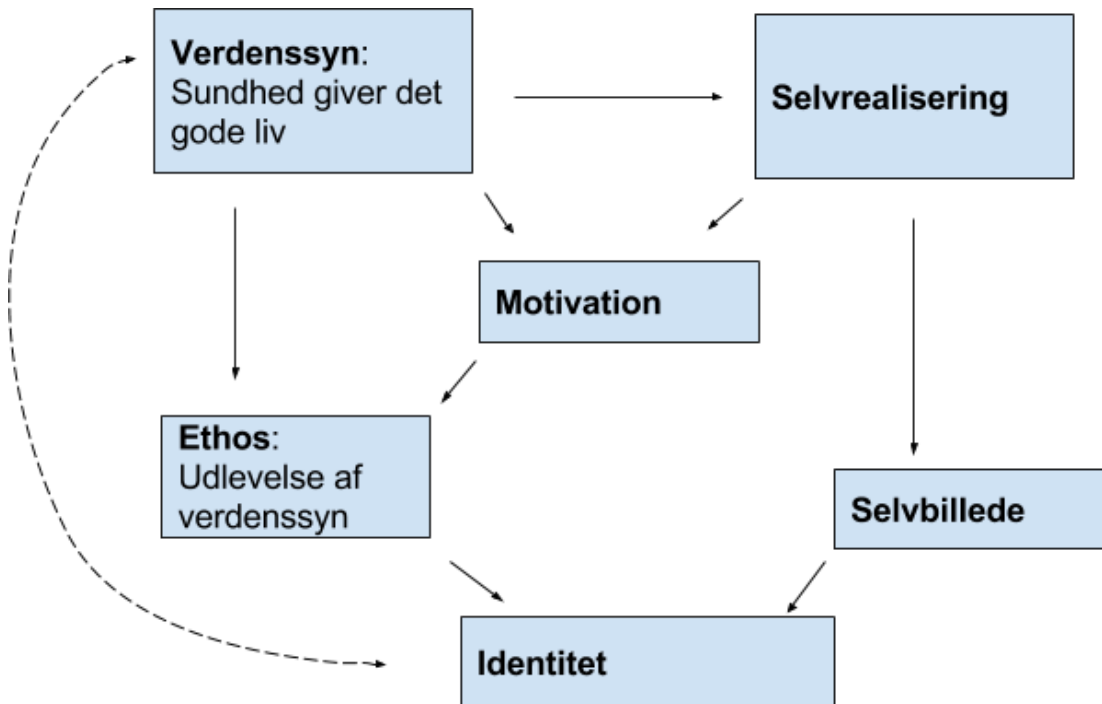 Verdenssyn:
Sundhed giver det
gode liv
Selvrealisering
Motivation
Ethos:
Udlevelse af
verdenssyn
Selvbillede
Identitet